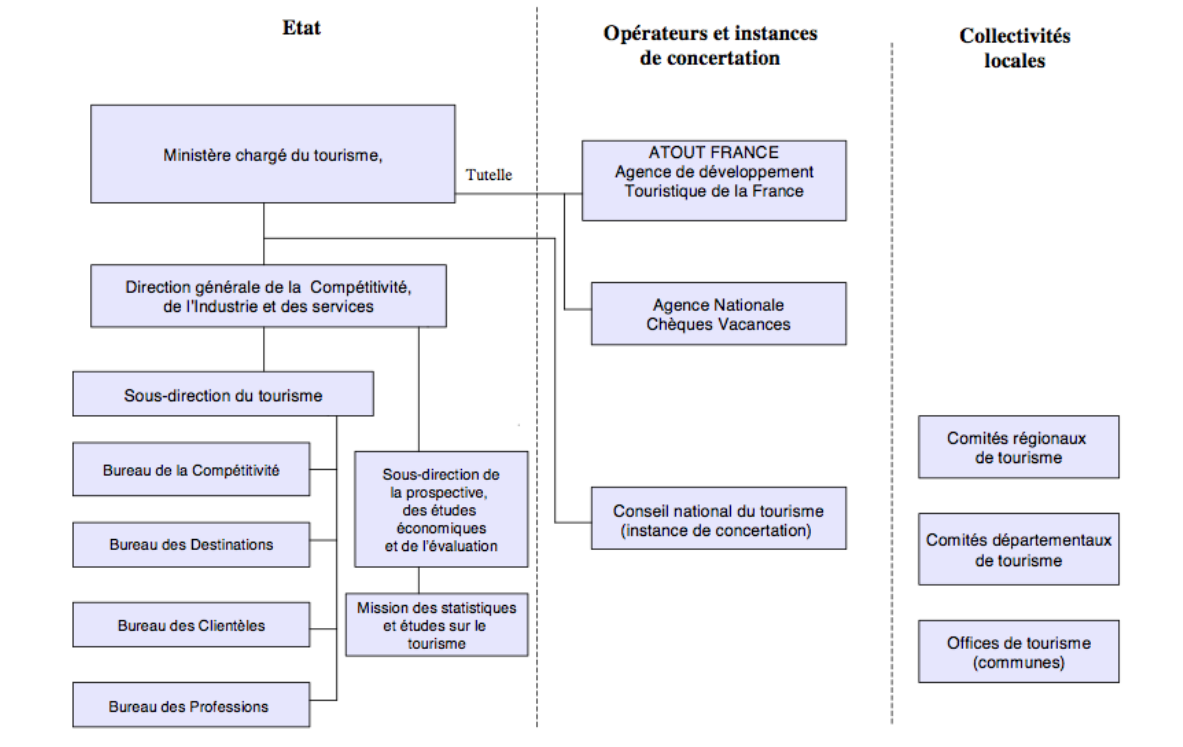 Etat
Opérateurs et instances
de concertation
Collectivités
locales
Ministère chargé du tourisme,
Tutelle
ATOUT FRANCE
Agence de développement
Touristique de la France
Direction générale de la Compétitivité,
de l'Industrie et des services
Agence Nationale
Chèques Vacances
Sous-direction du tourisme
Bureau de la Compétitivité
Bureau des Destinations
Bureau des Clientèles
Bureau des Professions
Sous-direction de
la prospective,
des études
économiques
et de l'évaluation
Mission des statistiques
et études sur le
tourisme
Conseil national du tourisme
(instance de concertation)
Comités régionaux
de tourisme
Comités départementaux
de tourisme
Offices de tourisme
(communes)